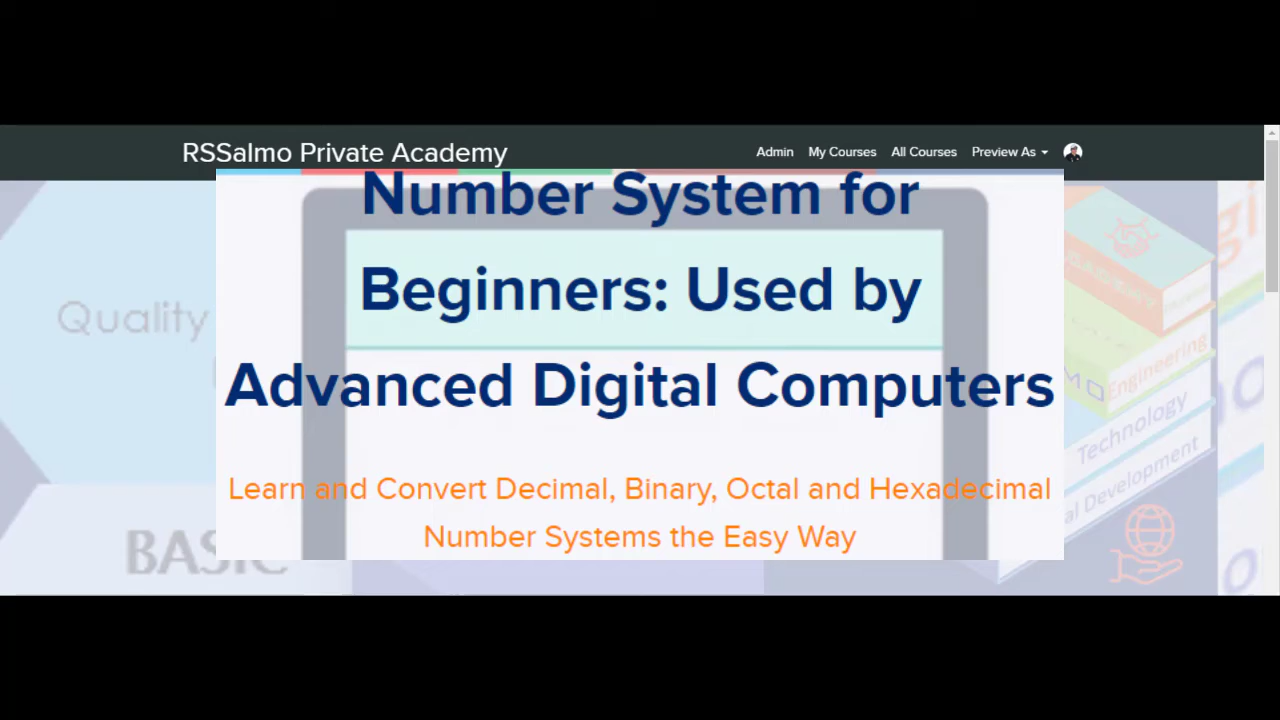 RSSalmo Private Academy
Admin My Courses All Courses Preview As
Number System for
Beginners: Used by
Advanced Digital Computers
Learn and Convert Decimal, Binary, Octal and Hexadecimal
Number Systems the Easy Way
Quality
BASIC
Engineering
Technology
Development